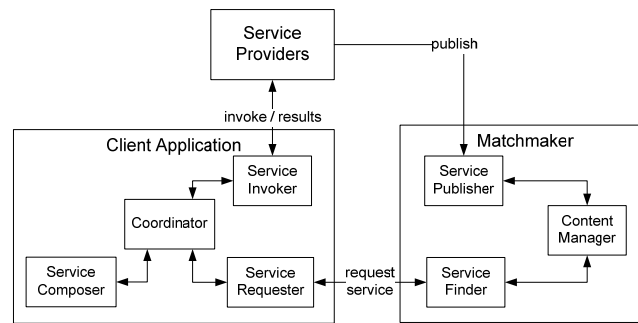 Service
Providers
publish
invoke / results
Client Application
Matchmaker
Service
Invoker
Service
Publisher
Coordinator
Content
Manager
Service
Composer
Service
Requester
request
service
Service
Finder